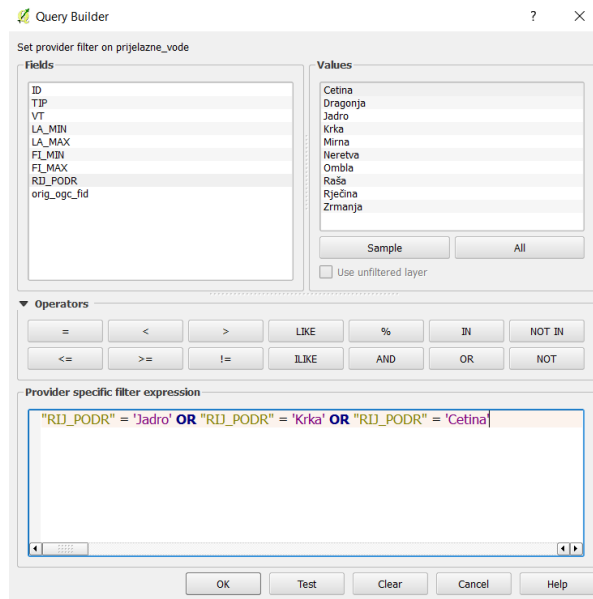 Query Builder
?
×
Set provider filter on prijelazne_vode
Fields
ID
TIP
VT
LA_MIN
LA_MAX
FI_MIN
FI_MAX
RIJ_PODR
orig_ogc_fid
Values
Cetina
Dragonja
Jadro
Krka
Mirna
Neretva
Ombla
Raša
Rječina
Zrmanja
Sample All
Use unfiltered layer
Operators
= < > LIKE % IN NOT IN
<= >= != ILIKE AND OR NOT
Provider specific filter expression
"RIJ_PODR" = 'Jadro' OR "RIJ_PODR" = 'Krka' OR "RIJ_PODR" = 'Cetina'
OK Test Clear Cancel Help